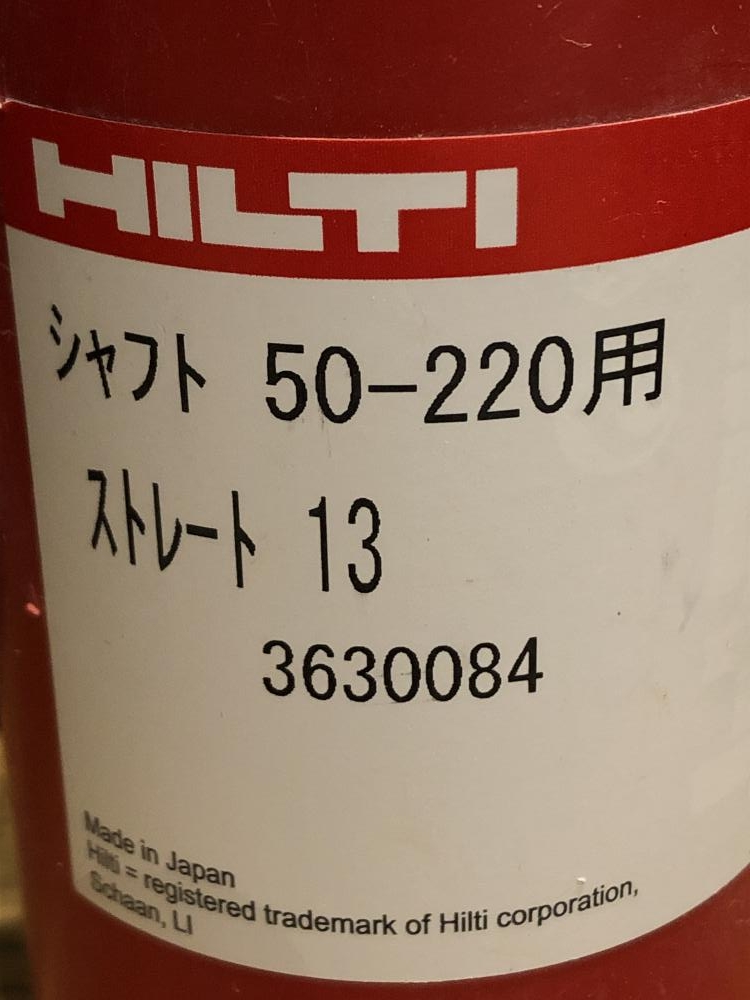 HILTI
シャフト 50-220用
ストレート 13
3630084
Made in Japan
Hilti = registered trademark of Hilti corporation,
Schaan, LI